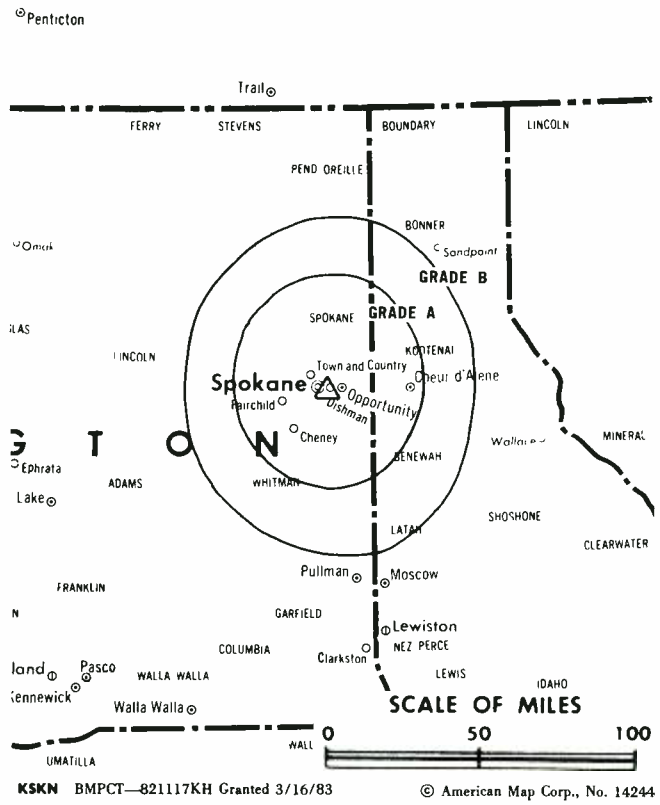 Penticton
Trail
FERRY STEVENS BOUNDARY LINCOLN
PEND OREILLE
BONNER
Omak
Sandpoint
GRADE B
SPOKANE GRADE A
LINCOLN
KOOTENAI
Town and Country
Coeur d'Alene
Spokane
Opportunity
Fairchild
Dishman
Cheney
G T O N
Wallace
MINERAL
Ephrata
BENEWAH
ADAMS
WHITMAN
Lake
SHOSHONE
LATAH
CLEARWATER
Pullman
Moscow
FRANKLIN
N
GARFIELD
Lewiston
COLUMBIA
NEZ PERCE
Clarkston
land
Pasco
WALLA WALLA
LEWIS
IDAHO
Kennewick
Walla Walla
SCALE OF MILES
0 50 100
WALL
UMATILLA
KSKN BMPCT—821117KH Granted 3/16/83
© American Map Corp., No. 14244